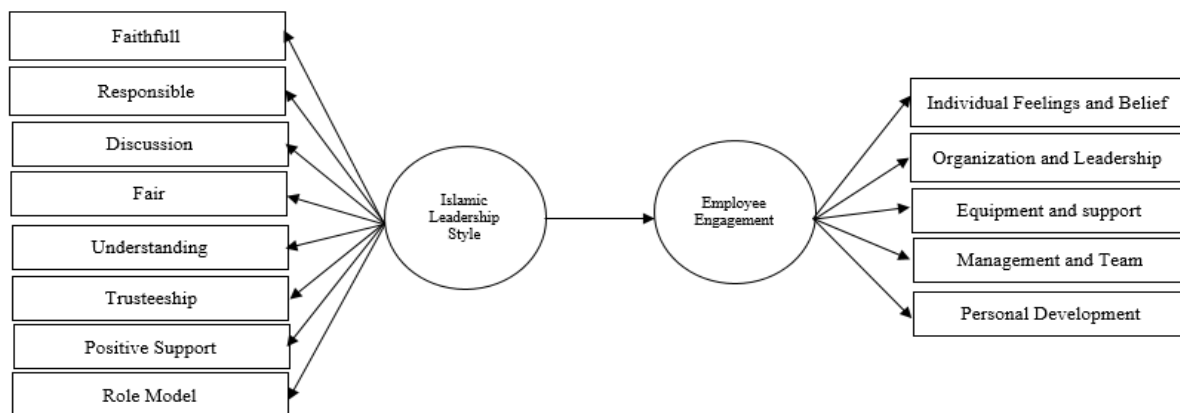 Faithfull
Responsible
Discussion
Fair
Understanding
Trusteeship
Positive Support
Role Model
Islamic
Leadership
Style
Employee
Engagement
Individual Feelings and Belief
Organization and Leadership
Equipment and support
Management and Team
Personal Development